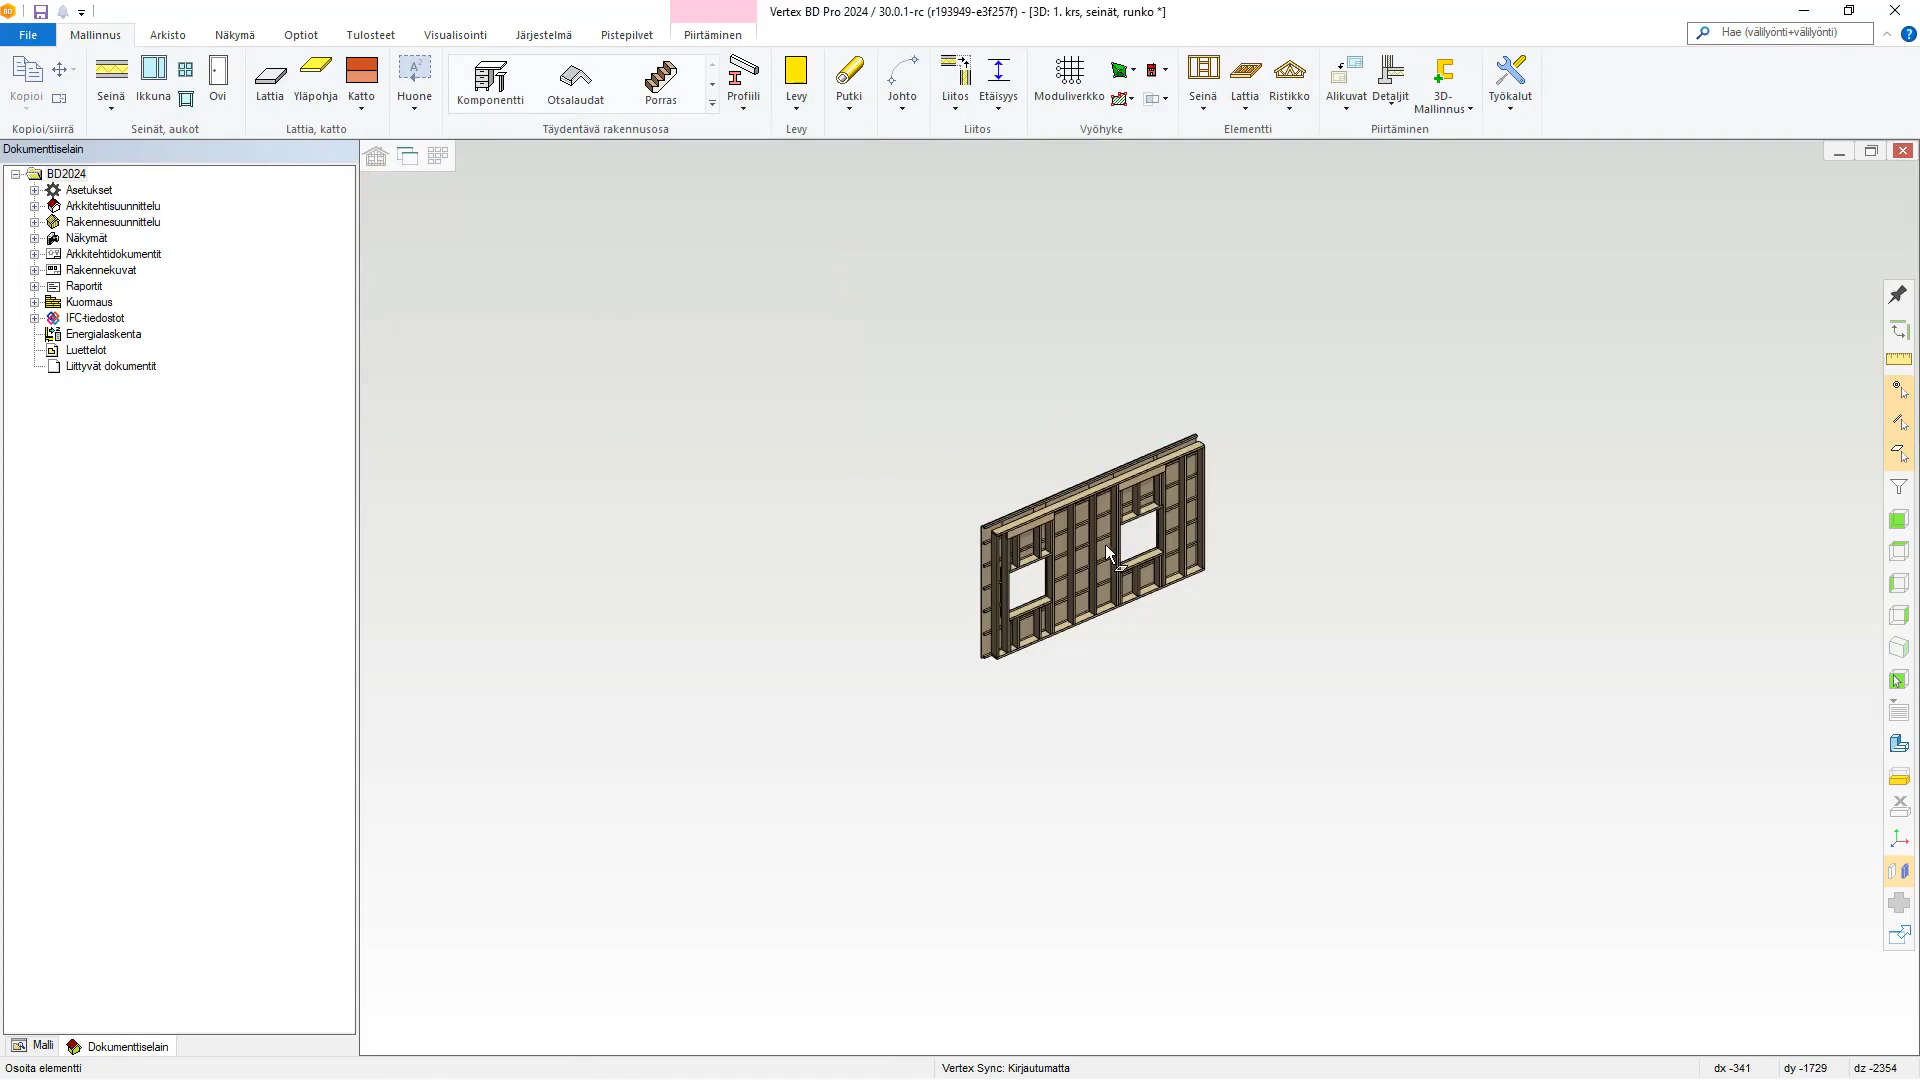 BD
Vertex BD Pro 2024 / 30.0.1-rc (r193949-e3f257f) - [3D: 1. krs, seinät, runko *]
File Mallinnus Arkisto Näkymä Optiot Tulosteet Visualisointi Järjestelmä Pistepilvet Piirtäminen
Hae (välilyönti+välilyönti)
Kopioi Seinä Ikkuna Ovi Lattia Yläpohja Katto Huone Komponentti Otsalaudat Porras Profiili Levy Putki Johto Liitos Etäisyys Moduliverkko Seinä Lattia Ristikko Alikuvat Detaljit 3D-Mallinnus Työkalut
Kopioi/siirrä Seinät, aukot Lattia, katto Täydentävä rakennusosa Levy Liitos Vyöhyke Elementti Piirtäminen
Dokumenttiselain
BD2024
Asetukset
Arkkitehtisuunnittelu
Rakennesuunnittelu
Näkymät
Arkkitehtidokumentit
Rakennekuvat
Raportit
Kuormaus
IFC-tiedostot
Energialaskenta
Luettelot
Liittyvät dokumentit
Malli Dokumenttiselain
Osoita elementti Vertex Sync: Kirjautumatta dx -341 dy -1729 dz -2354